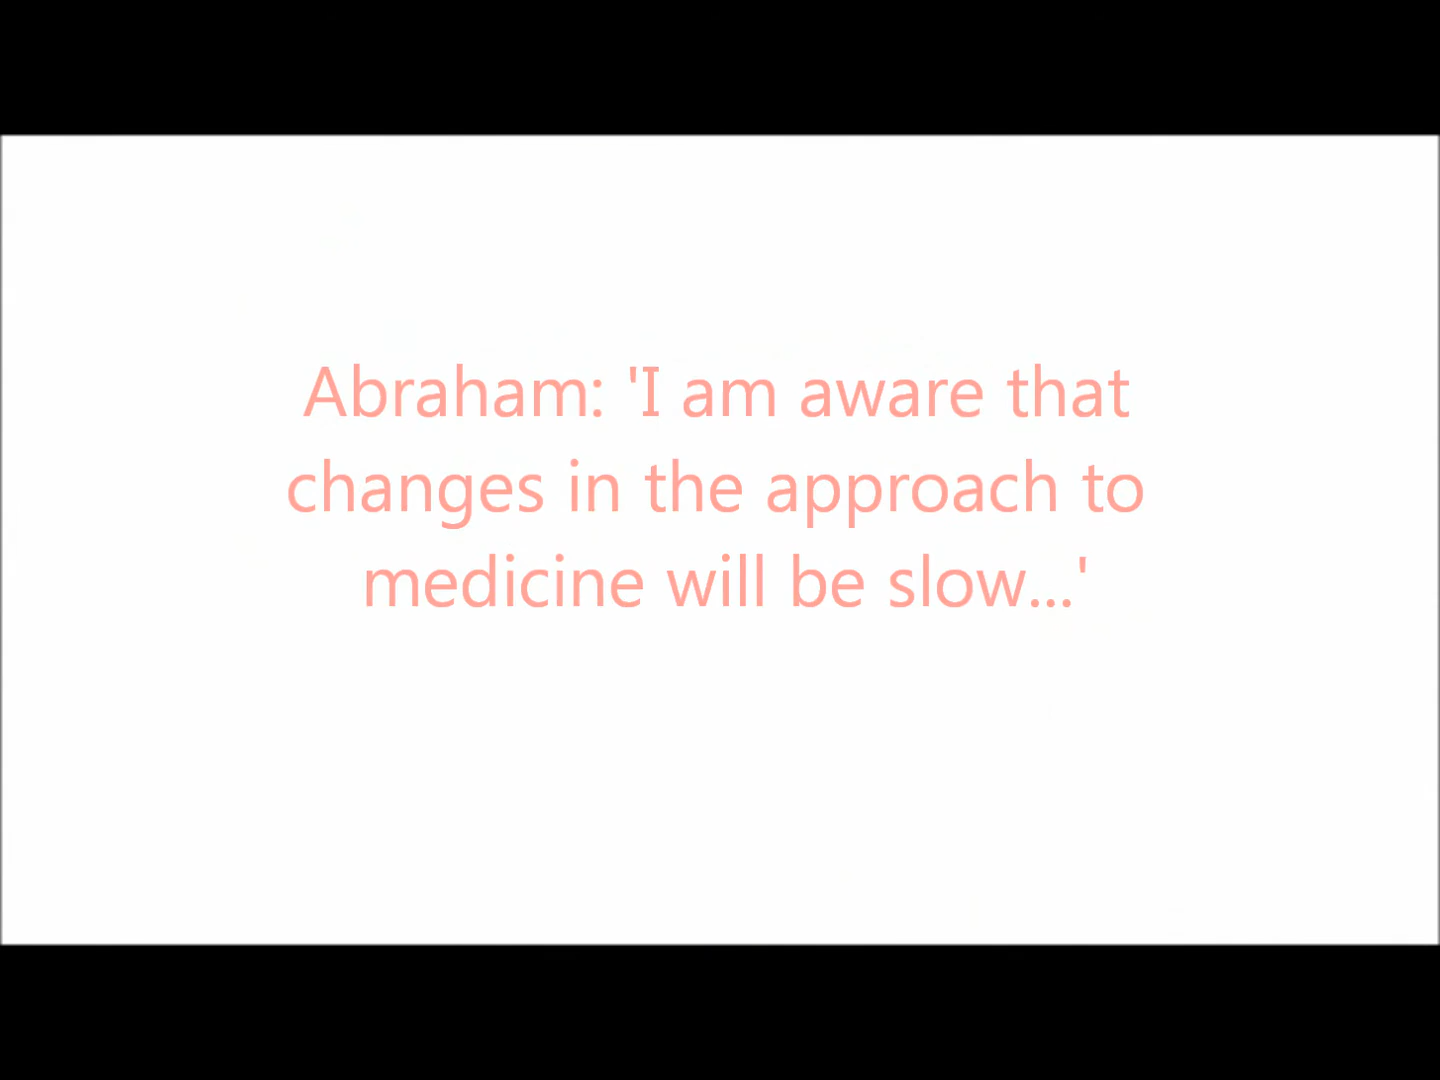 Abraham: 'I am aware that
changes in the approach to
medicine will be slow...'